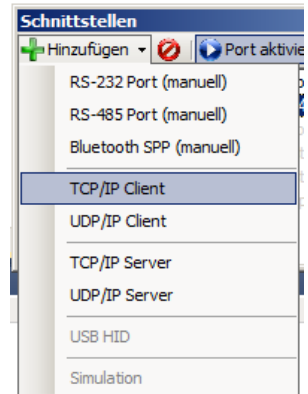 Schnittstellen
Hinzufügen Port aktivie
RS-232 Port (manuell)
RS-485 Port (manuell)
Bluetooth SPP (manuell)
TCP/IP Client
UDP/IP Client
TCP/IP Server
UDP/IP Server
USB HID
Simulation